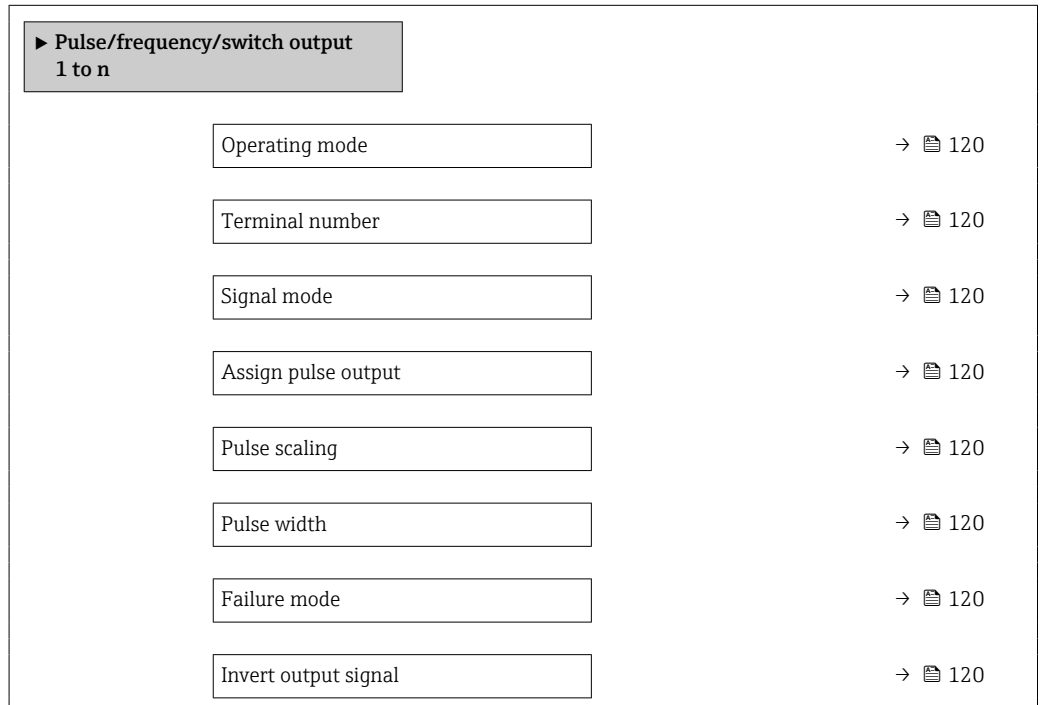 ► Pulse/frequency/switch output
1 to n
Operating mode → 120
Terminal number → 120
Signal mode → 120
Assign pulse output → 120
Pulse scaling → 120
Pulse width → 120
Failure mode → 120
Invert output signal → 120